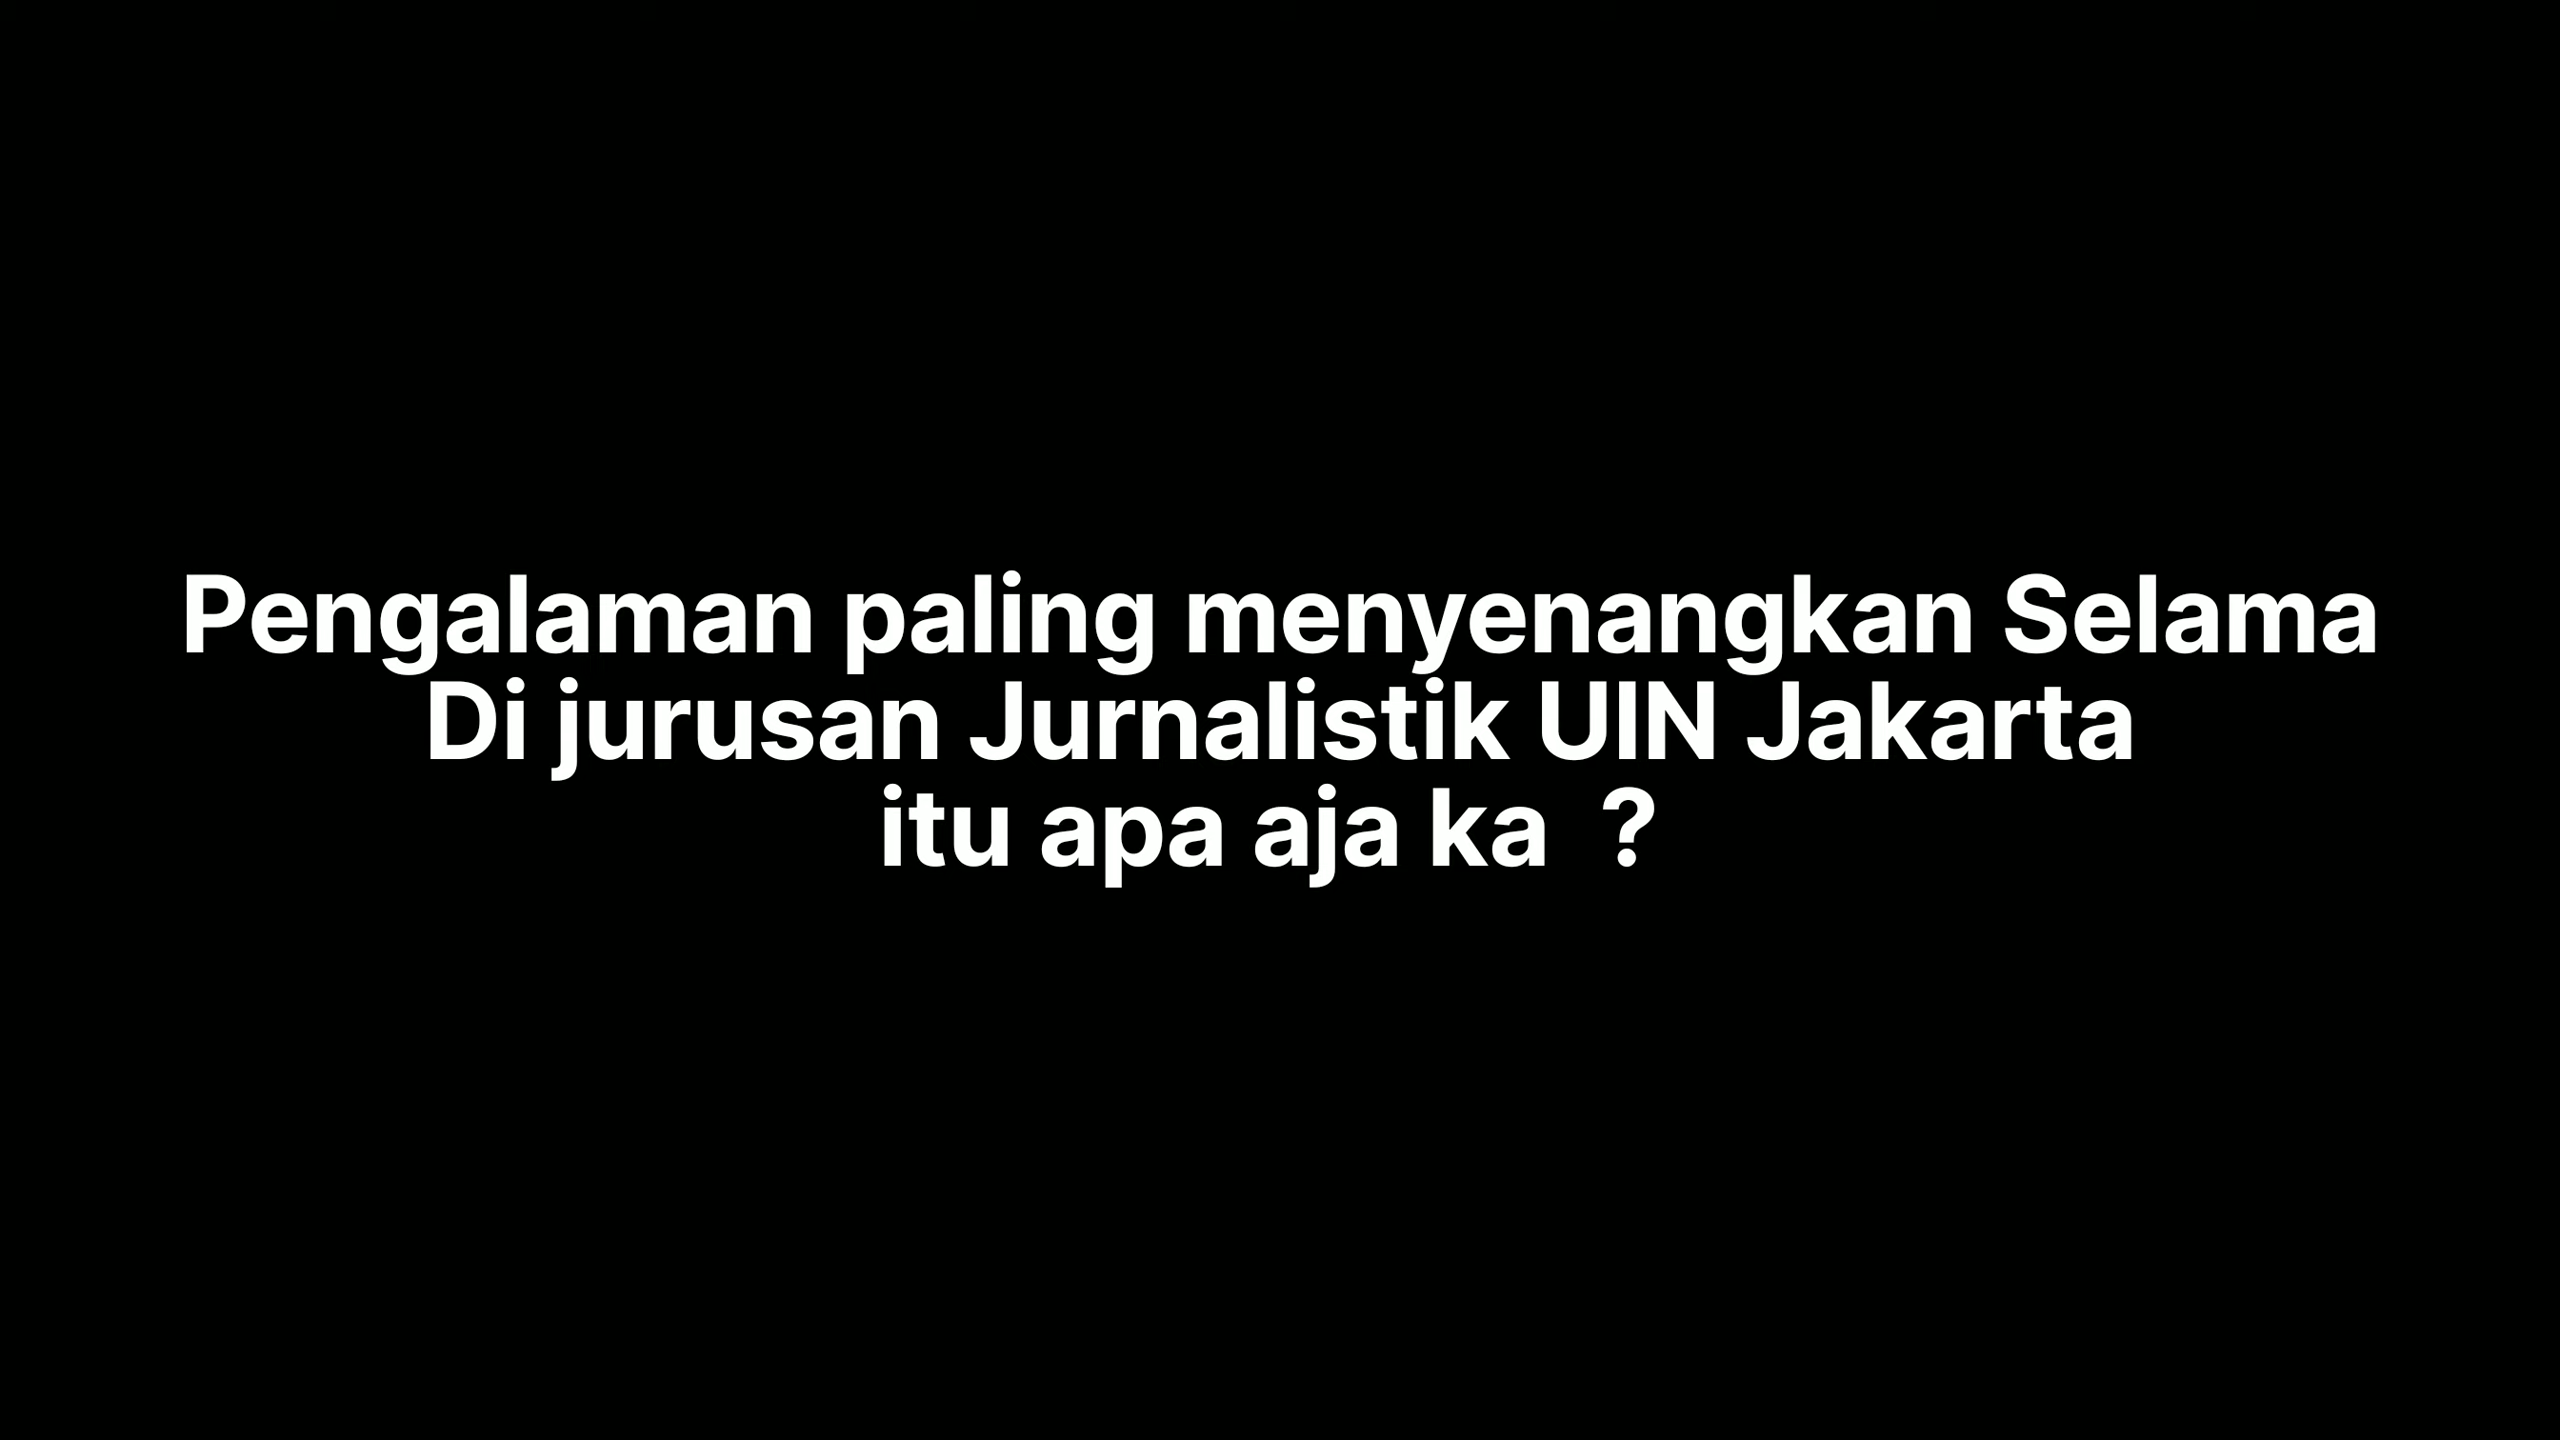 Pengalaman paling menyenangkan Selama
Di jurusan Jurnalistik UIN Jakarta
itu apa aja ka  ?